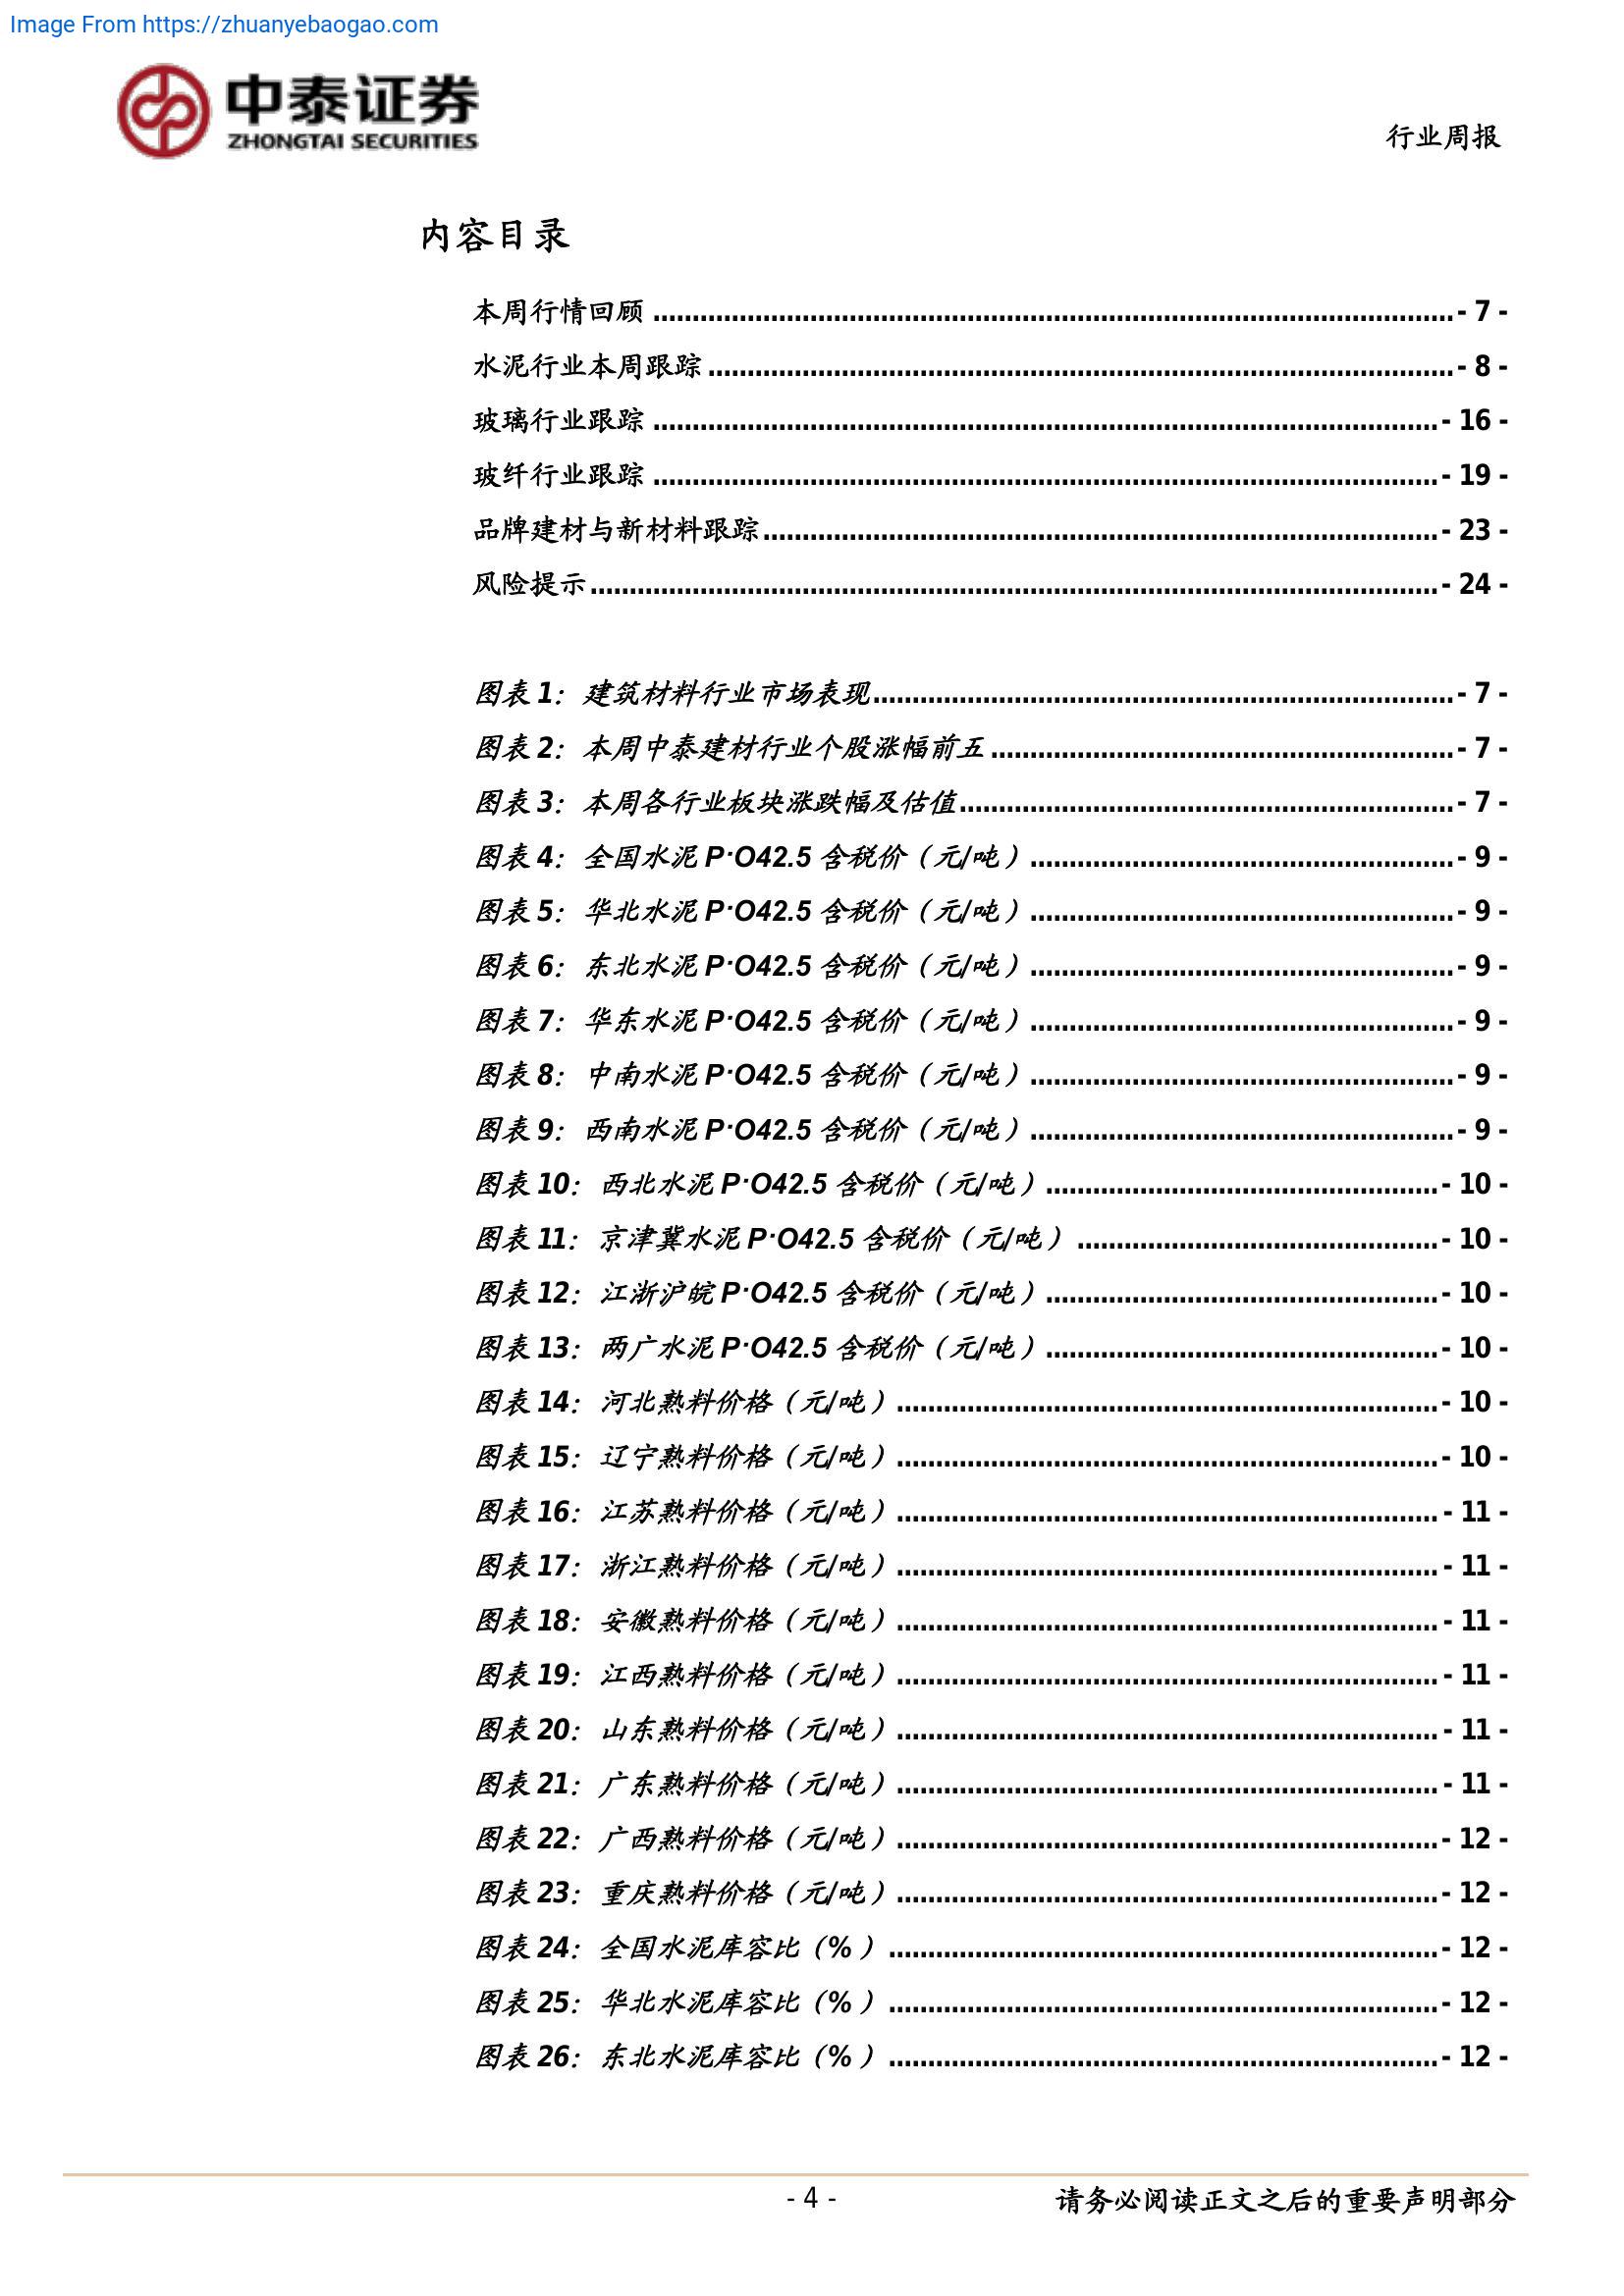 Image From https://zhuanyebaogao.com
中泰证券
ZHONGTAI SECURITIES
行业周报
内容目录
本周行情回顾 ........ - 7 -
水泥行业本周跟踪 ........ - 8 -
玻璃行业跟踪 ........ - 16 -
玻纤行业跟踪 ........ - 19 -
品牌建材与新材料跟踪 ........ - 23 -
风险提示 ........ - 24 -
图表 1：建筑材料行业市场表现 ........ - 7 -
图表 2：本周中泰建材行业个股涨幅前五 ........ - 7 -
图表 3：本周各行业板块涨跌幅及估值 ........ - 7 -
图表 4：全国水泥 P·O42.5 含税价（元/吨） ........ - 9 -
图表 5：华北水泥 P·O42.5 含税价（元/吨） ........ - 9 -
图表 6：东北水泥 P·O42.5 含税价（元/吨） ........ - 9 -
图表 7：华东水泥 P·O42.5 含税价（元/吨） ........ - 9 -
图表 8：中南水泥 P·O42.5 含税价（元/吨） ........ - 9 -
图表 9：西南水泥 P·O42.5 含税价（元/吨） ........ - 9 -
图表 10：西北水泥 P·O42.5 含税价（元/吨） ........ - 10 -
图表 11：京津冀水泥 P·O42.5 含税价（元/吨） ........ - 10 -
图表 12：江浙沪皖 P·O42.5 含税价（元/吨） ........ - 10 -
图表 13：两广水泥 P·O42.5 含税价（元/吨） ........ - 10 -
图表 14：河北熟料价格（元/吨） ........ - 10 -
图表 15：辽宁熟料价格（元/吨） ........ - 10 -
图表 16：江苏熟料价格（元/吨） ........ - 11 -
图表 17：浙江熟料价格（元/吨） ........ - 11 -
图表 18：安徽熟料价格（元/吨） ........ - 11 -
图表 19：江西熟料价格（元/吨） ........ - 11 -
图表 20：山东熟料价格（元/吨） ........ - 11 -
图表 21：广东熟料价格（元/吨） ........ - 11 -
图表 22：广西熟料价格（元/吨） ........ - 12 -
图表 23：重庆熟料价格（元/吨） ........ - 12 -
图表 24：全国水泥库容比（%） ........ - 12 -
图表 25：华北水泥库容比（%） ........ - 12 -
图表 26：东北水泥库容比（%） ........ - 12 -
- 4 -
请务必阅读正文之后的重要声明部分